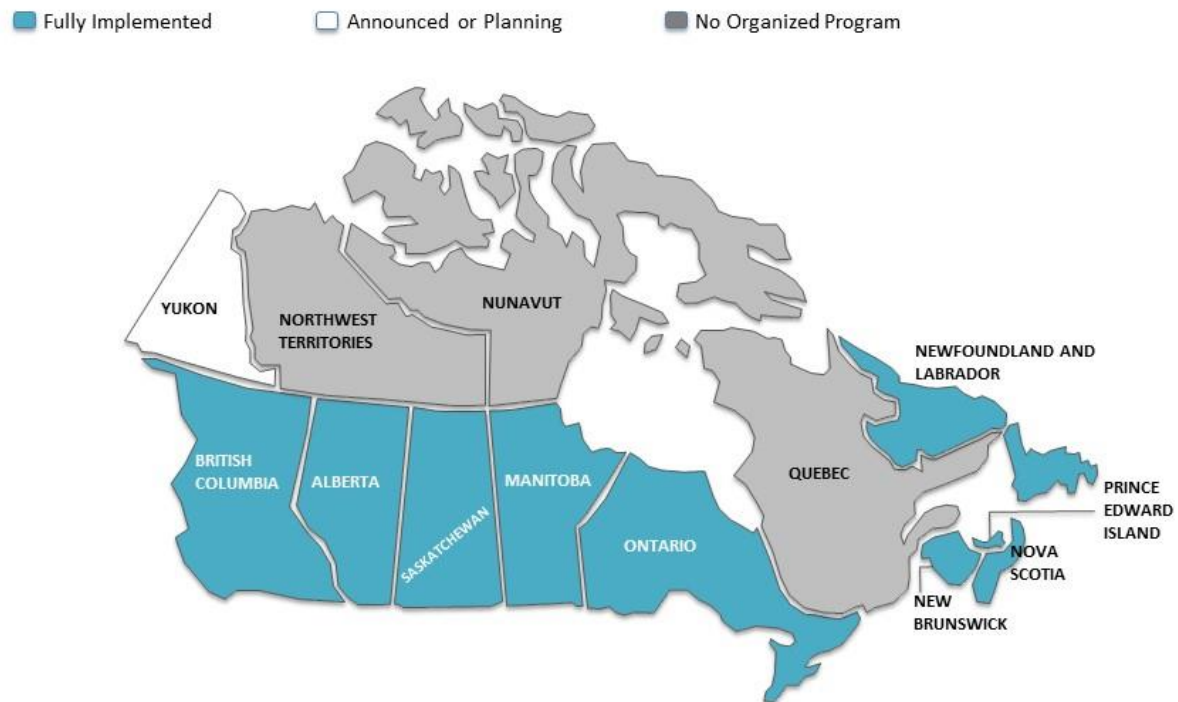 Fully Implemented
Announced or Planning
No Organized Program
YUKON
NORTHWEST
TERRITORIES
NUNAVUT
NEWFOUNDLAND AND
LABRADOR
BRITISH
COLUMBIA
ALBERTA
SASKATCHEWAN
MANITOBA
ONTARIO
QUEBEC
PRINCE
EDWARD
ISLAND
NOVA
SCOTIA
NEW
BRUNSWICK